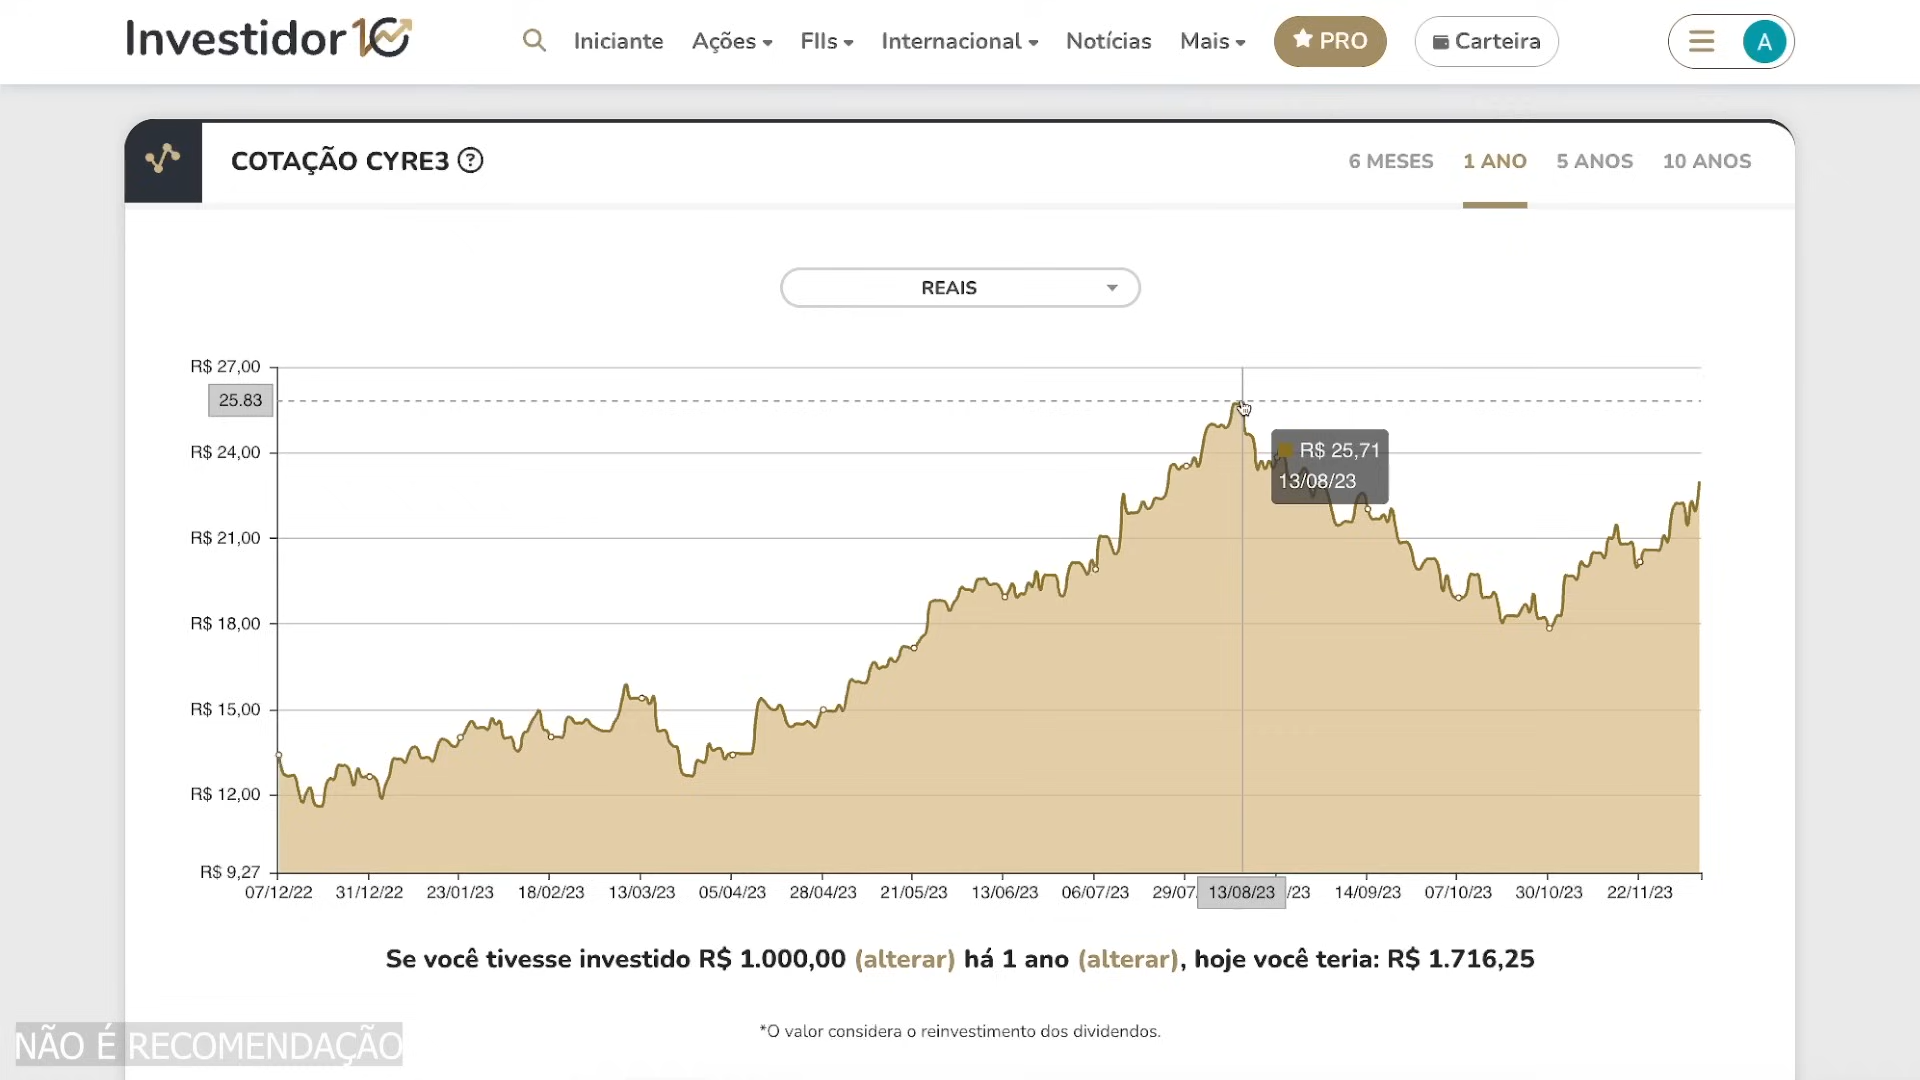 Investidor10
Iniciante
Ações
FIIs
Internacional
Notícias
Mais
PRO
Carteira
A
COTAÇÃO CYRE3 ?
6 MESES
1 ANO
5 ANOS
10 ANOS
REAIS
R$ 27,00
25.83
R$ 24,00
R$ 21,00
R$ 18,00
R$ 15,00
R$ 12,00
R$ 9,27
R$ 25,71
13/08/23
07/12/22 31/12/22 23/01/23 18/02/23 13/03/23 05/04/23 28/04/23 21/05/23 13/06/23 06/07/23 29/07 13/08/23 /23 14/09/23 07/10/23 30/10/23 22/11/23
Se você tivesse investido R$ 1.000,00 (alterar) há 1 ano (alterar), hoje você teria: R$ 1.716,25
*O valor considera o reinvestimento dos dividendos.
NÃO É RECOMENDAÇÃO